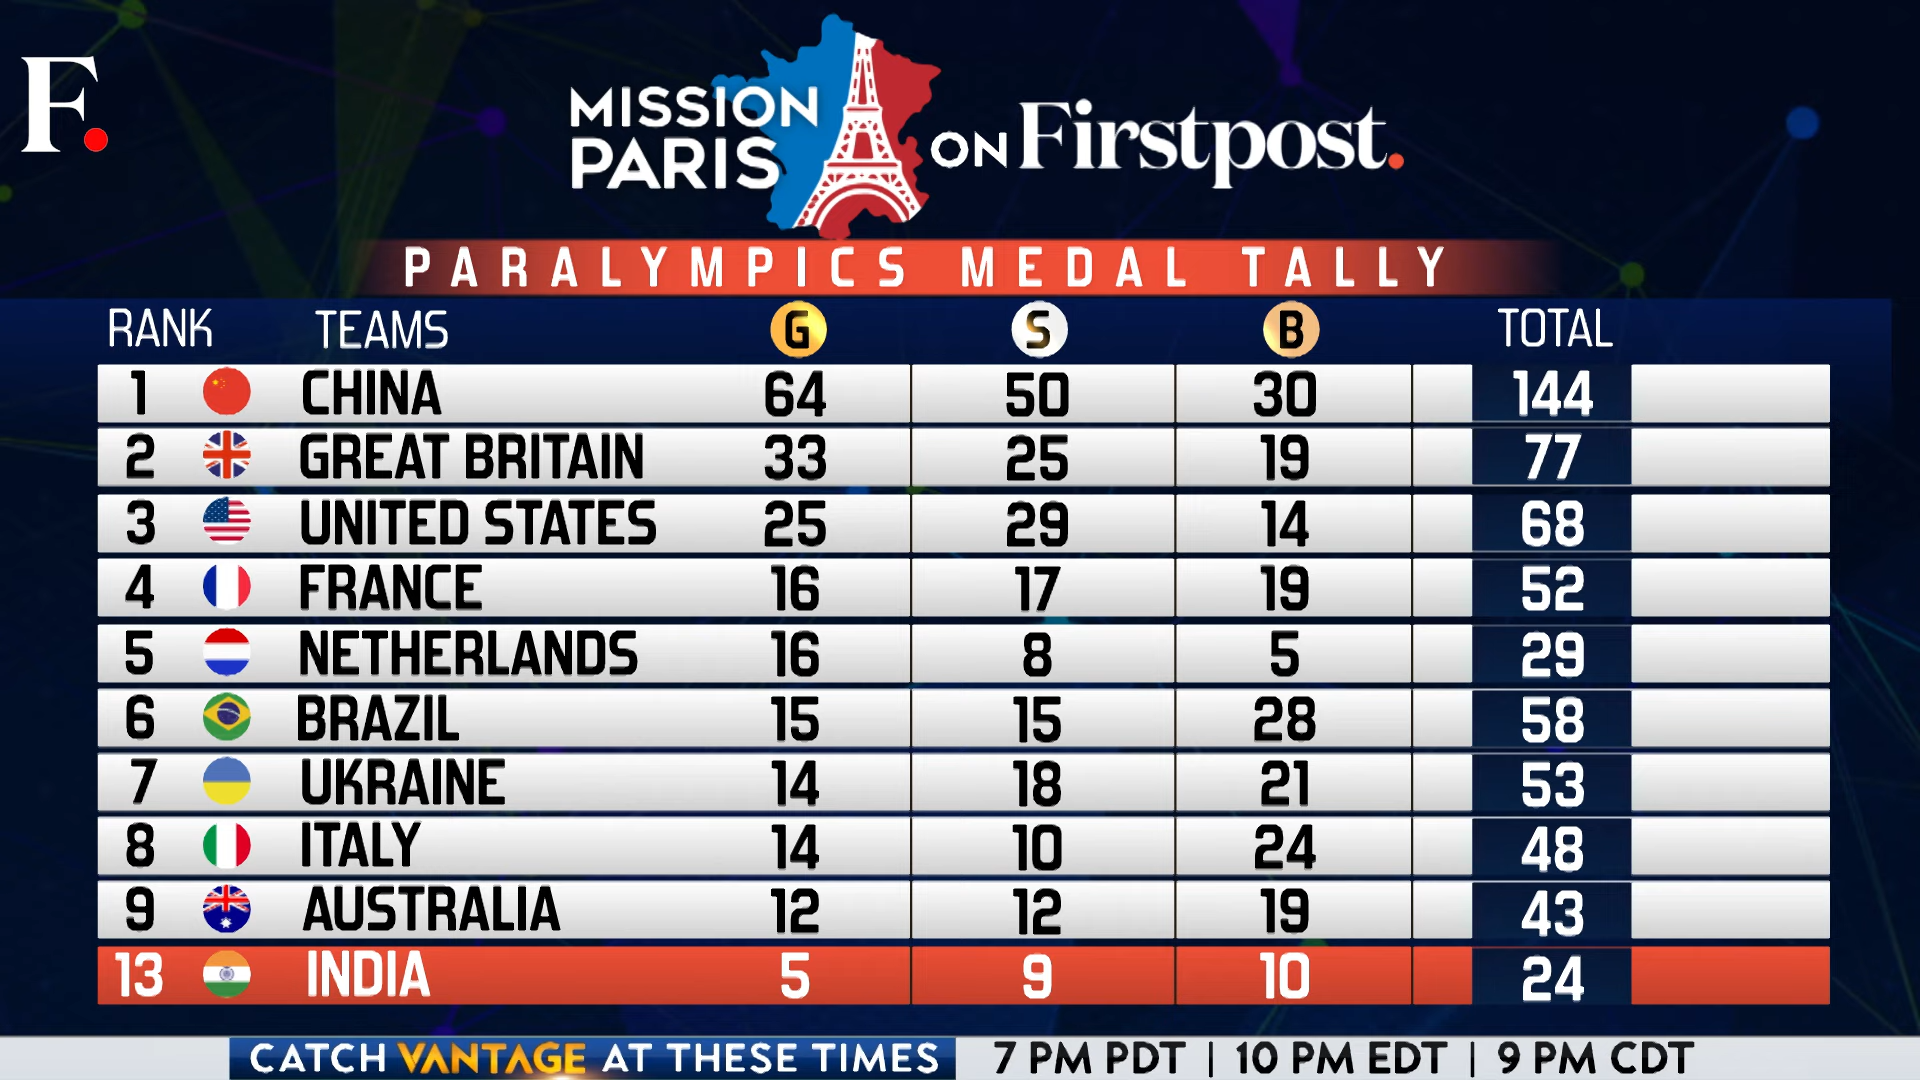 F.
MISSION
PARIS
ON Firstpost.
PARALYMPICS MEDAL TALLY
RANK TEAMS G S B TOTAL
1 CHINA 64 50 30 144
2 GREAT BRITAIN 33 25 19 77
3 UNITED STATES 25 29 14 68
4 FRANCE 16 17 19 52
5 NETHERLANDS 16 8 5 29
6 BRAZIL 15 15 28 58
7 UKRAINE 14 18 21 53
8 ITALY 14 10 24 48
9 AUSTRALIA 12 12 19 43
13 INDIA 5 9 10 24
CATCH VANTAGE AT THESE TIMES 7 PM PDT | 10 PM EDT | 9 PM CDT